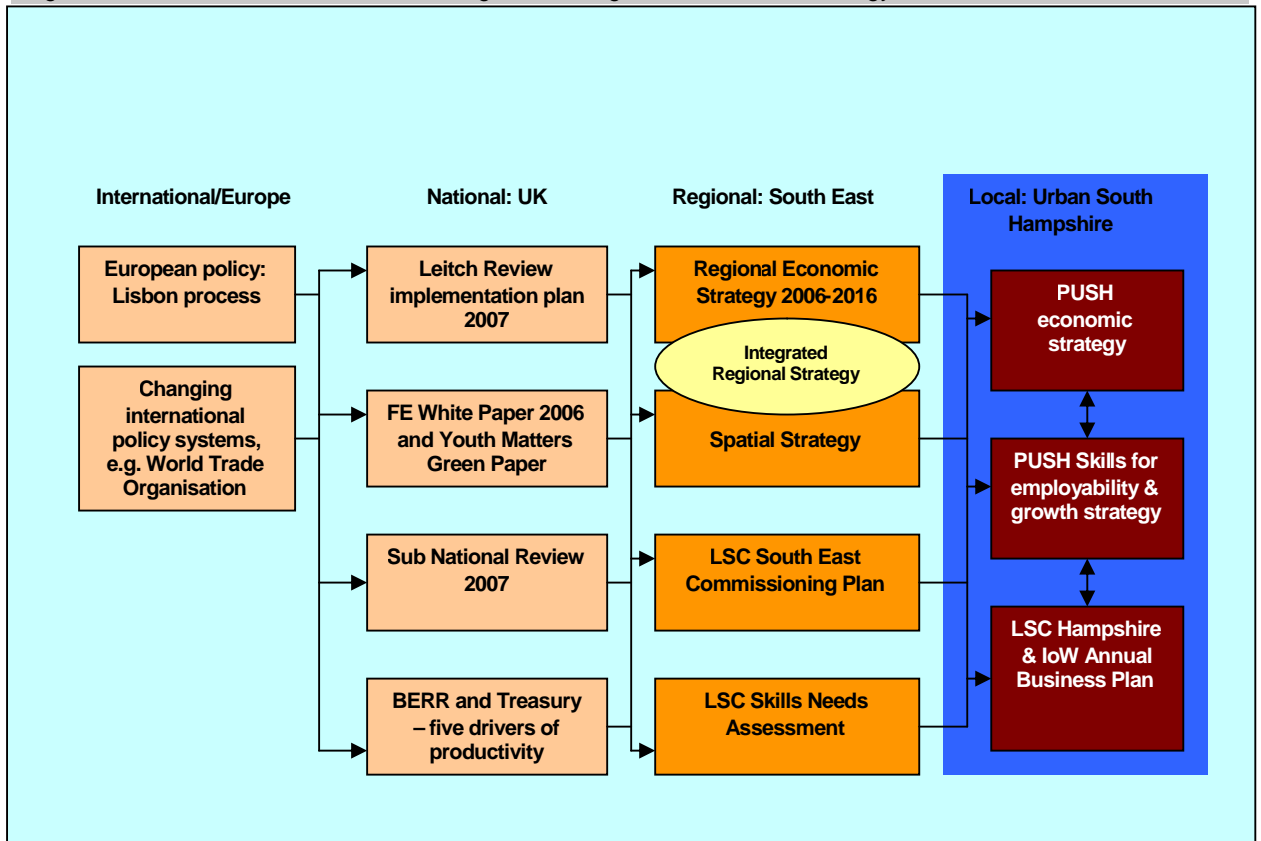 International/Europe
European policy:
Lisbon process
Changing
international
policy systems,
e.g. World Trade
Organisation
National: UK
Leitch Review
implementation plan
2007
FE White Paper 2006
and Youth Matters
Green Paper
Sub National Review
2007
BERR and Treasury
– five drivers of
productivity
Regional: South East
Regional Economic
Strategy 2006-2016
Integrated
Regional Strategy
Spatial Strategy
LSC South East
Commissioning Plan
LSC Skills Needs
Assessment
Local: Urban South
Hampshire
PUSH
economic
strategy
PUSH Skills for
employability &
growth strategy
LSC Hampshire
& IoW Annual
Business Plan